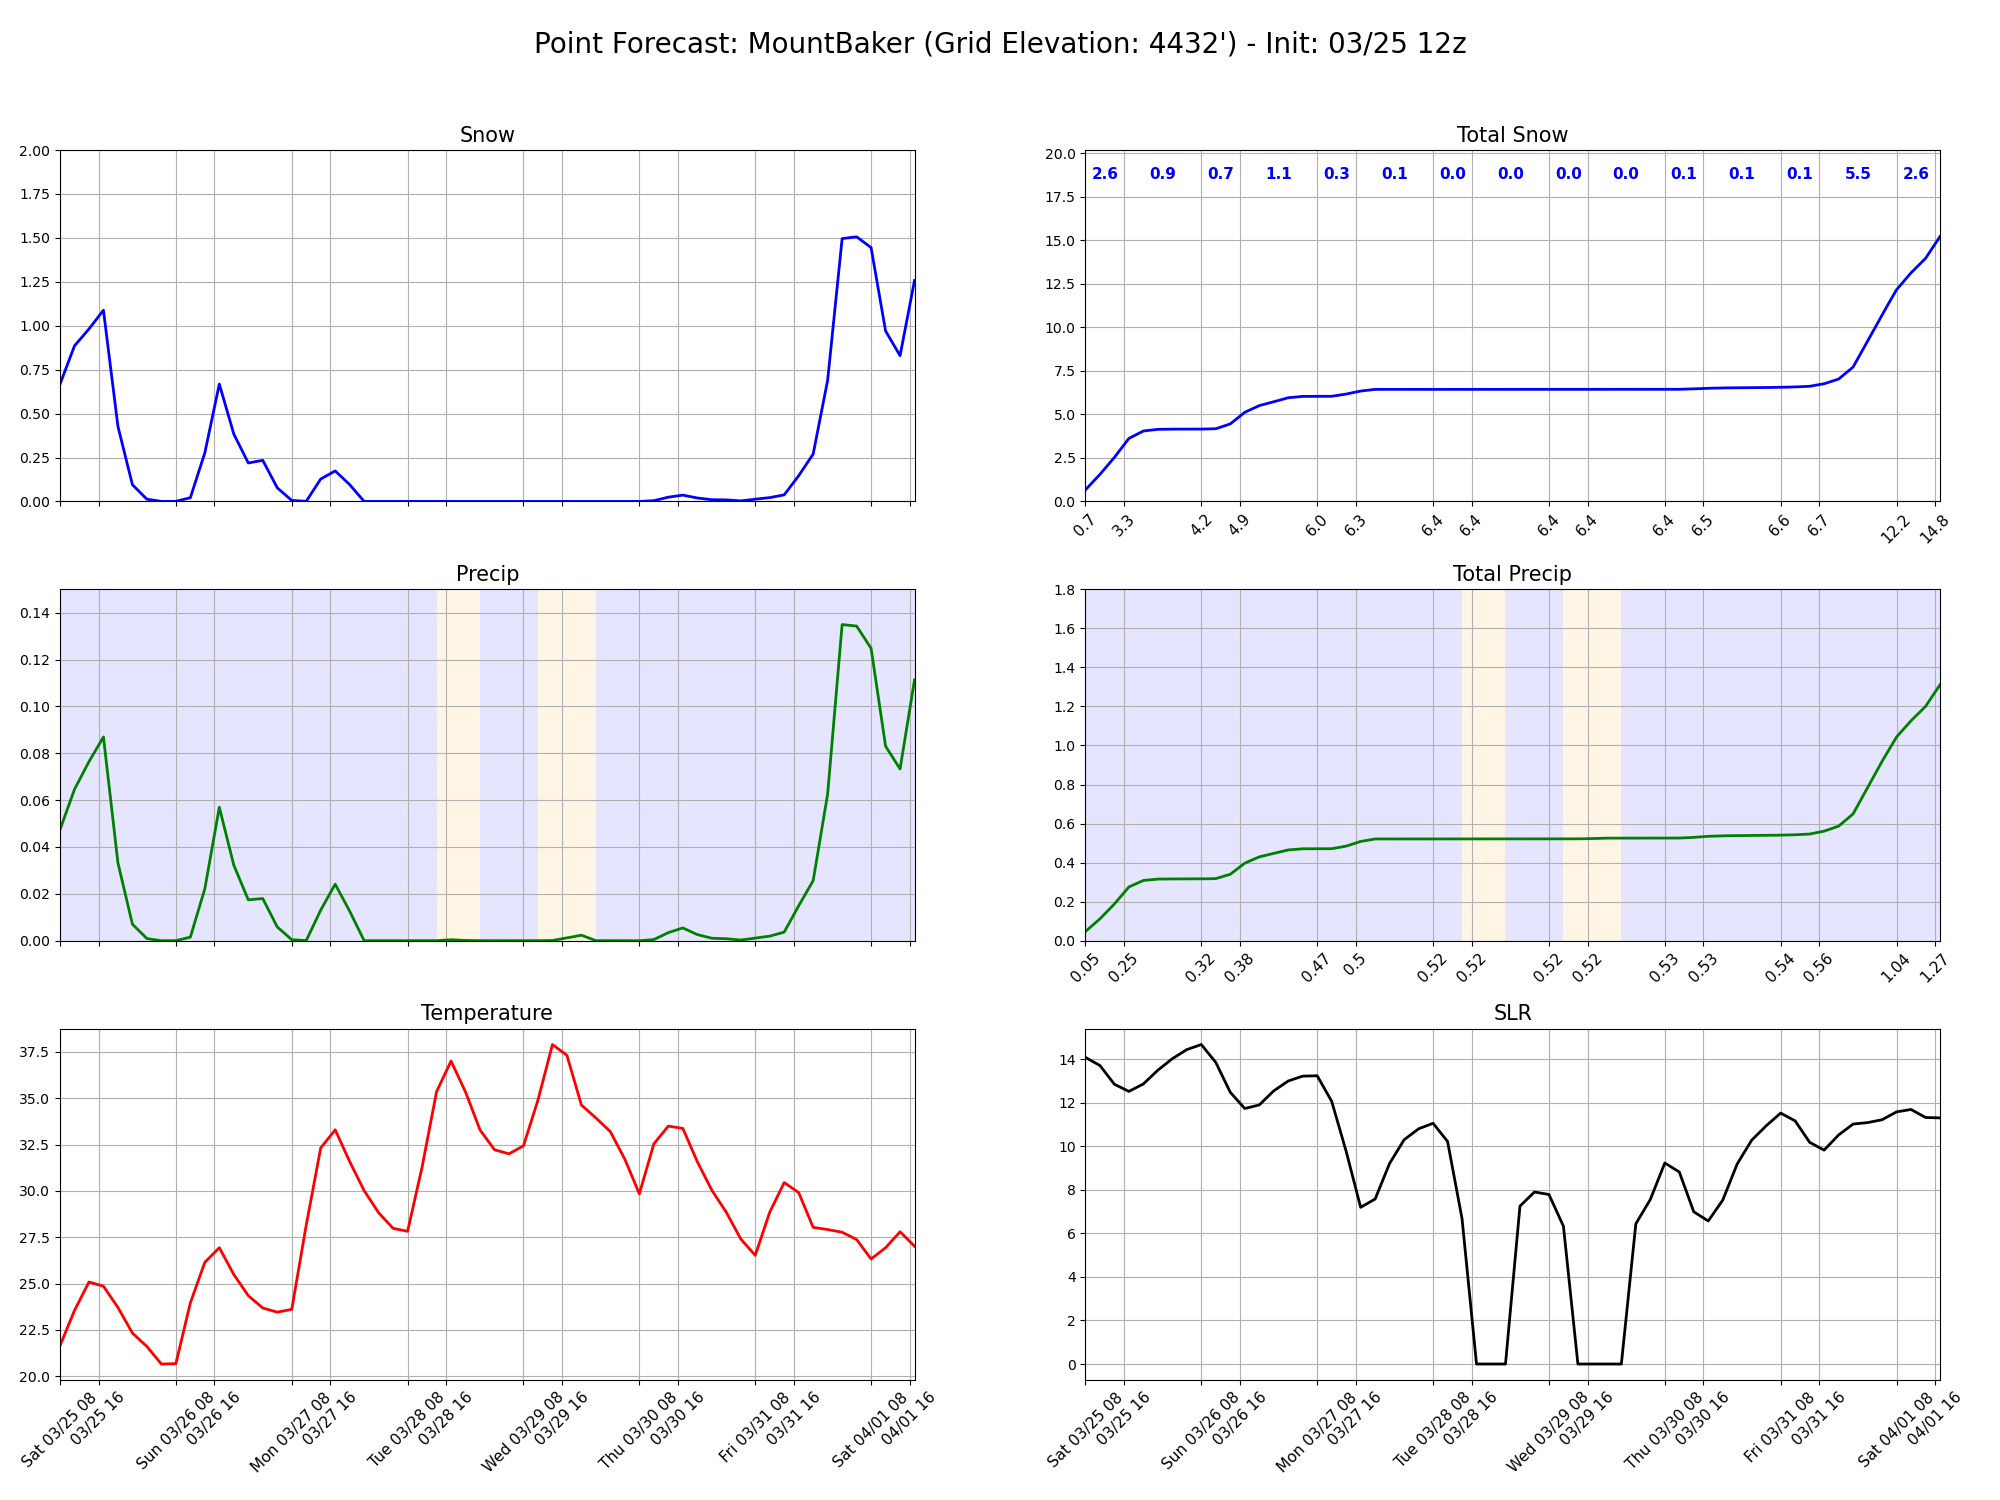 Point Forecast: MountBaker (Grid Elevation: 4432') - Init: 03/25 12z
Snow
2.00
1.75
1.50
1.25
1.00
0.75
0.50
0.25
0.00
Total Snow
20.0
17.5
15.0
12.5
10.0
7.5
5.0
2.5
0.0
2.6 0.9 0.7 1.1 0.3 0.1 0.0 0.0 0.0 0.0 0.1 0.1 0.1 5.5 2.6
0.7 3.3 4.2 4.9 6.0 6.3 6.4 6.4 6.4 6.4 6.4 6.5 6.6 6.7 12.2 14.8
Precip
0.14
0.12
0.10
0.08
0.06
0.04
0.02
0.00
Total Precip
1.8
1.6
1.4
1.2
1.0
0.8
0.6
0.4
0.2
0.0
0.05 0.25 0.32 0.38 0.47 0.5 0.52 0.52 0.52 0.52 0.53 0.53 0.54 0.56 1.04 1.27
Temperature
37.5
35.0
32.5
30.0
27.5
25.0
22.5
20.0
Sat 03/25 08
03/25 16
Sun 03/26 08
03/26 16
Mon 03/27 08
03/27 16
Tue 03/28 08
03/28 16
Wed 03/29 08
03/29 16
Thu 03/30 08
03/30 16
Fri 03/31 08
03/31 16
Sat 04/01 08
04/01 16
SLR
14
12
10
8
6
4
2
0
Sat 03/25 08
03/25 16
Sun 03/26 08
03/26 16
Mon 03/27 08
03/27 16
Tue 03/28 08
03/28 16
Wed 03/29 08
03/29 16
Thu 03/30 08
03/30 16
Fri 03/31 08
03/31 16
Sat 04/01 08
04/01 16